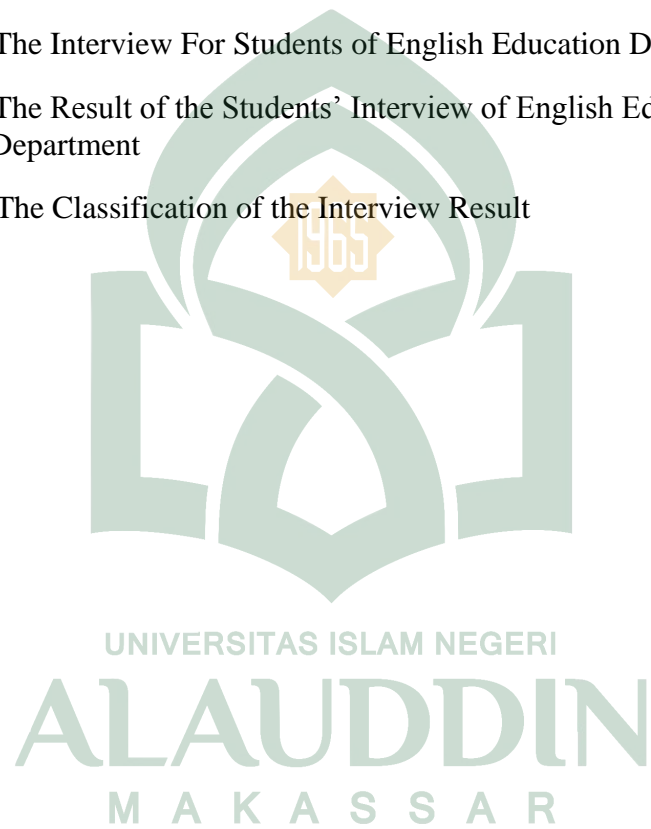 The Interview For Students of English Education D
The Result of the Students' Interview of English Ed
Department
The Classification of the Interview Result
1965
UNIVERSITAS ISLAM NEGERI
ALAUDDIN
MAKASSAR